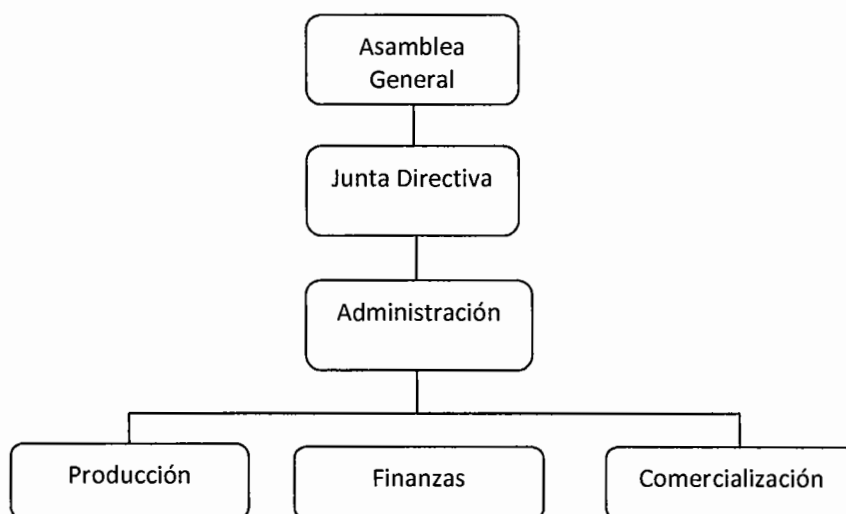 Asamblea
General
Junta Directiva
Administración
Producción
Finanzas
Comercialización